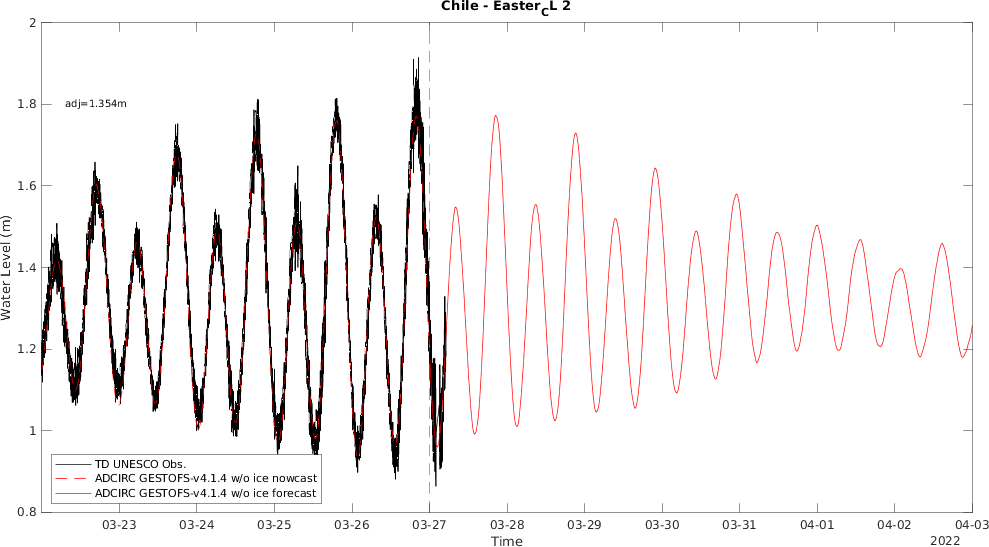 Chile - Easter_CL 2
2
1.8
adj=1.354m
1.6
1.4
1.2
1
0.8
Water Level (m)
TD UNESCO Obs.
ADCIRC GESTOFS-v4.1.4 w/o ice nowcast
ADCIRC GESTOFS-v4.1.4 w/o ice forecast
03-23 03-24 03-25 03-26 03-27 03-28 03-29 03-30 03-31 04-01 04-02 04-03
Time
2022